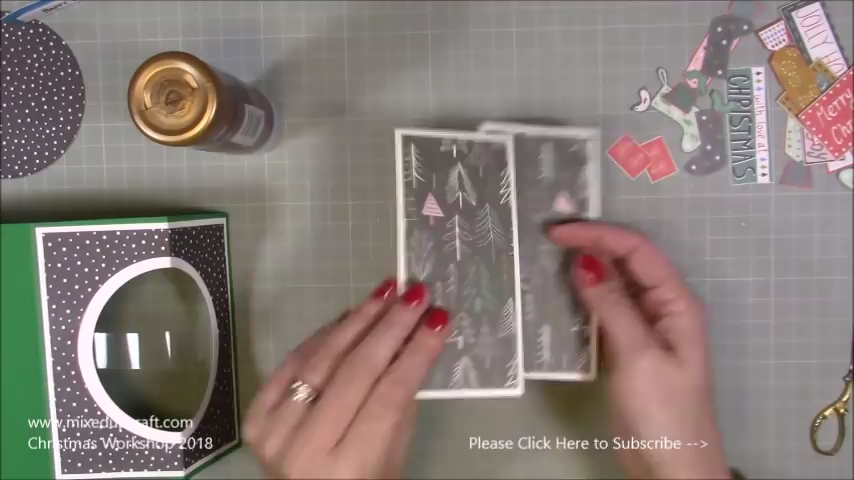 JOLLY
CHRISTMAS
with love at
Merry
www.mixedupcraft.com
Christmas Workshop 2018
Please Click Here to Subscribe -->